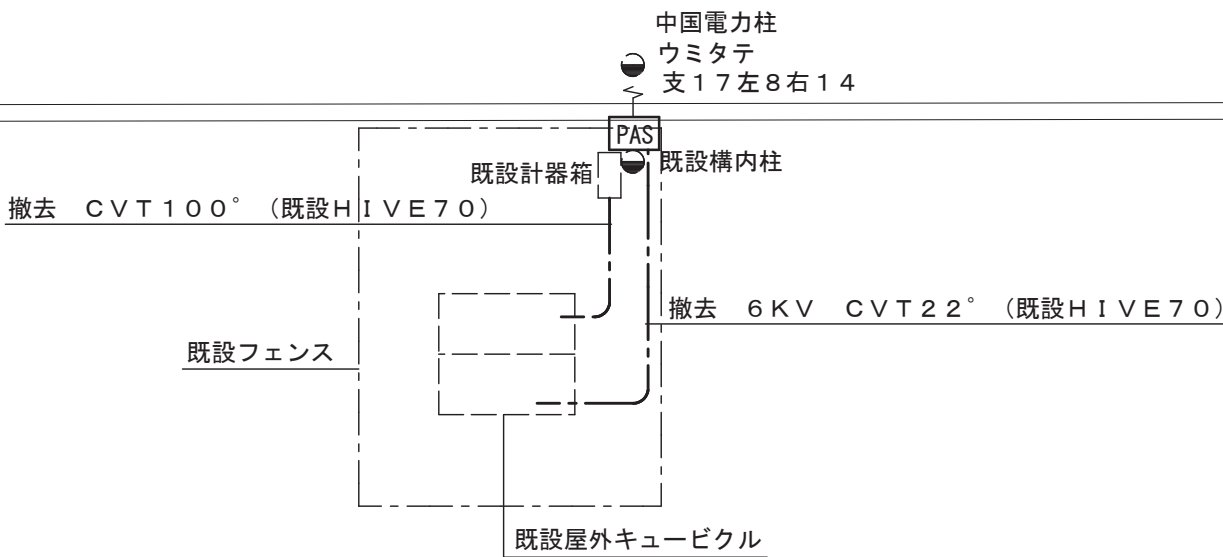 中国電力柱
ウミタテ
支１７左８右１４
PAS
既設構内柱
既設計器箱
撤去　ＣＶＴ１００°（既設ＨＩＶＥ７０）
撤去　６ＫＶ　ＣＶＴ２２°（既設ＨＩＶＥ７０）
既設フェンス
既設屋外キュービクル